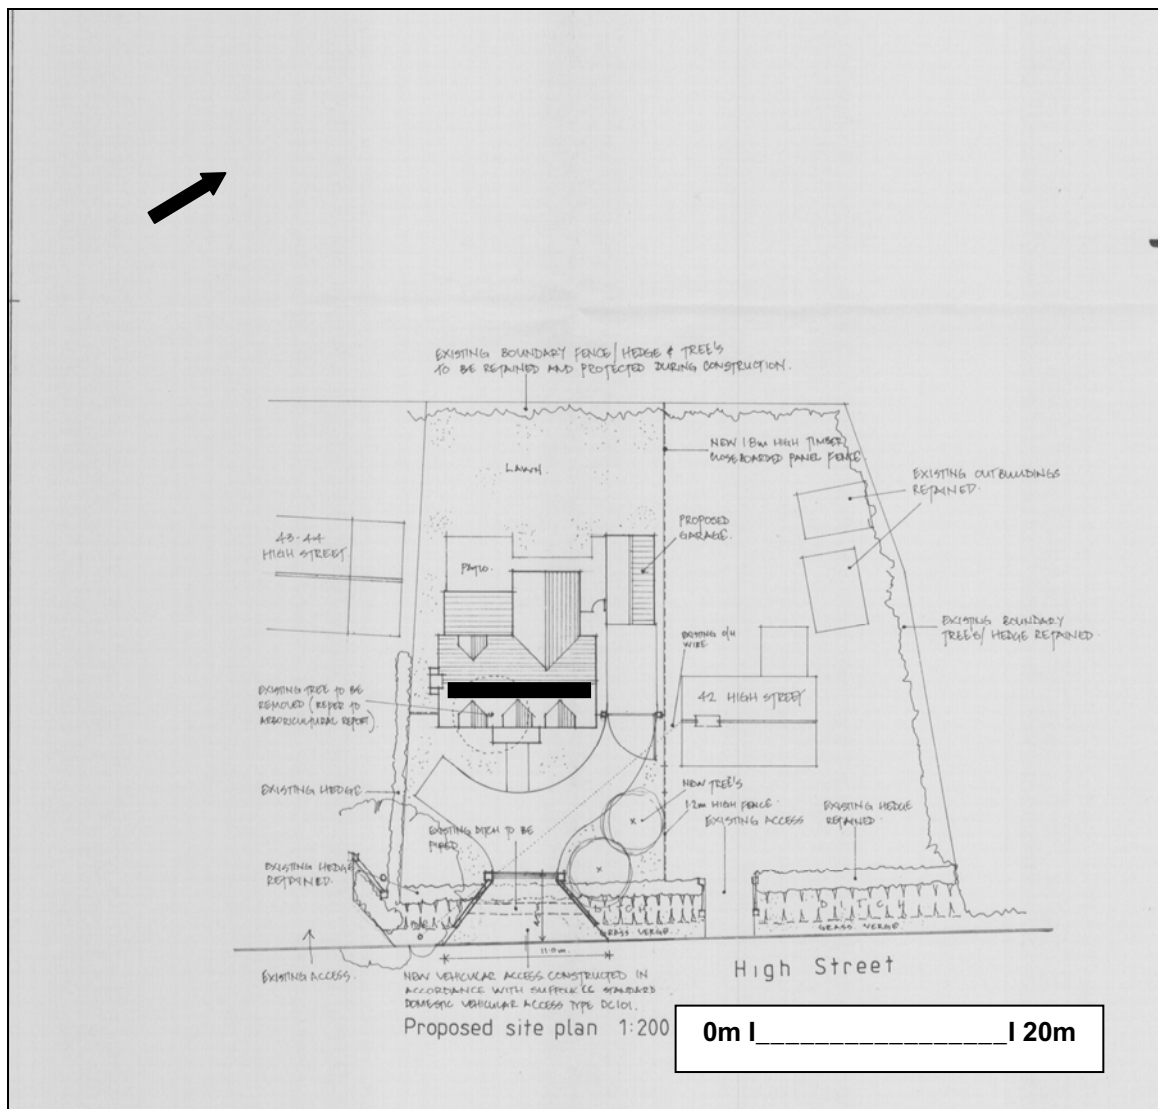 EXISTING BOUNDARY FENCE/HEDGE & TREE'S
TO BE RETAINED AND PROTECTED DURING CONSTRUCTION.
NEW 1.8m HIGH TIMBER
CLOSEBOARDED PANEL FENCE
LAWN.
EXISTING OUTBUILDINGS
RETAINED.
PROPOSED
GARAGE.
43-44
HIGH STREET
PATIO.
EXISTING BOUNDARY
TREE'S/ HEDGE RETAINED
EXISTING O/H
WIRE
EXISTING TREE TO BE
REMOVED (REFER TO
ARBORICULTURAL REPORT)
42 HIGH STREET
NEW TREE'S
EXISTING HEDGE
1.2m HIGH FENCE
EXISTING ACCESS
EXISTING HEDGE
RETAINED.
EXISTING DITCH TO BE
PIPED
EXISTING HEDGE
RETAINED.
DITCH
GRASS VERGE
GRASS VERGE.
11.0m.
High Street
EXISTING ACCESS.
NEW VEHICULAR ACCESS CONSTRUCTED IN
ACCORDANCE WITH SUFFOLK CC STANDARD
DOMESTIC VEHICULAR ACCESS TYPE DC101.
Proposed site plan 1:200
0m I_________________I 20m